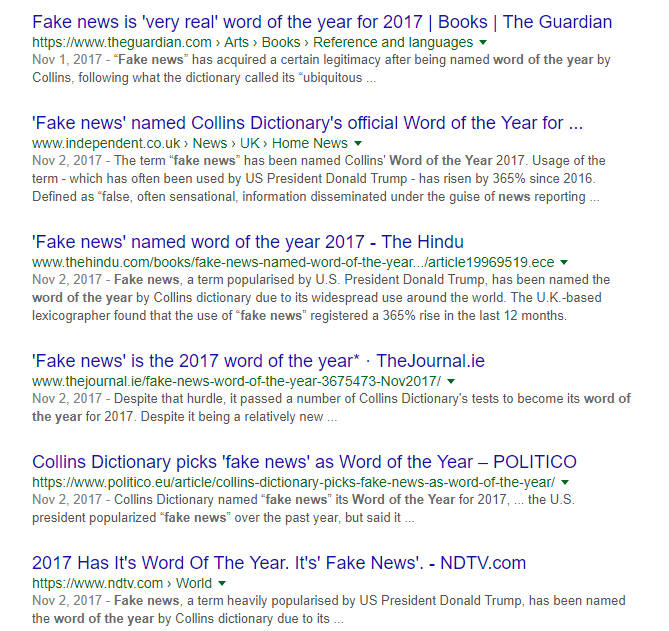 Fake news is 'very real' word of the year for 2017 | Books | The Guardian
https://www.theguardian.com › Arts › Books › Reference and languages
Nov 1, 2017 - “Fake news” has acquired a certain legitimacy after being named word of the year by
Collins, following what the dictionary called its “ubiquitous ...
'Fake news' named Collins Dictionary's official Word of the Year for ...
www.independent.co.uk › News › UK › Home News
Nov 2, 2017 - The term “fake news” has been named Collins' Word of the Year 2017. Usage of the
term - which has often been used by US President Donald Trump - has risen by 365% since 2016.
Defined as “false, often sensational, information disseminated under the guise of news reporting ...
'Fake news' named word of the year 2017 - The Hindu
www.thehindu.com/books/fake-news-named-word-of-the-year.../article19969519.ece
Nov 2, 2017 - Fake news, a term popularised by U.S. President Donald Trump, has been named the
word of the year by Collins dictionary due to its widespread use around the world. The U.K.-based
lexicographer found that the use of “fake news” registered a 365% rise in the last 12 months.
'Fake news' is the 2017 word of the year* · TheJournal.ie
www.thejournal.ie/fake-news-word-of-the-year-3675473-Nov2017/
Nov 2, 2017 - Despite that hurdle, it passed a number of Collins Dictionary's tests to become its word of
the year for 2017. Despite it being a relatively new ...
Collins Dictionary picks 'fake news' as Word of the Year – POLITICO
https://www.politico.eu/article/collins-dictionary-picks-fake-news-as-word-of-the-year/
Nov 2, 2017 - Collins Dictionary named “fake news” its Word of the Year for 2017, ... the U.S.
president popularized “fake news” over the past year, but said it ...
2017 Has It's Word Of The Year. It's' Fake News'. - NDTV.com
https://www.ndtv.com › World
Nov 2, 2017 - Fake news, a term heavily popularised by US President Donald Trump, has been named
the word of the year by Collins dictionary due to its ...